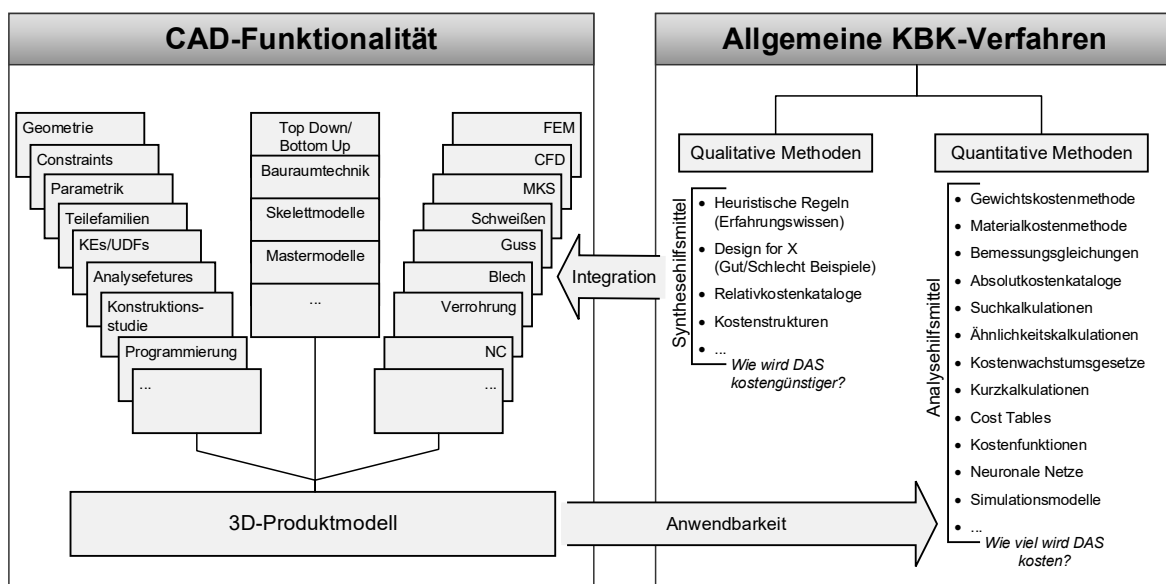 CAD-Funktionalität
Geometrie
Constraints
Parametrik
Teilefamilien
KEs/UDFs
Analysefetures
Konstruktions-
studie
Programmierung
...
Top Down/
Bottom Up
Bauraumtechnik
Skelettmodelle
Mastermodelle
...
FEM
CFD
MKS
Schweißen
Guss
Blech
Verrohrung
NC
...
3D-Produktmodell
Integration
Anwendbarkeit
Allgemeine KBK-Verfahren
Qualitative Methoden
Synthesehilfsmittel
• Heuristische Regeln
(Erfahrungswissen)
• Design for X
(Gut/Schlecht Beispiele)
• Relativkostenkataloge
• Kostenstrukturen
• ...
Wie wird DAS
kostengünstiger?
Quantitative Methoden
Analysehilfsmittel
• Gewichtskostenmethode
• Materialkostenmethode
• Bemessungsgleichungen
• Absolutkostenkataloge
• Suchkalkulationen
• Ähnlichkeitskalkulationen
• Kostenwachstumsgesetze
• Kurzkalkulationen
• Cost Tables
• Kostenfunktionen
• Neuronale Netze
• Simulationsmodelle
• ...
Wie viel wird DAS
kosten?